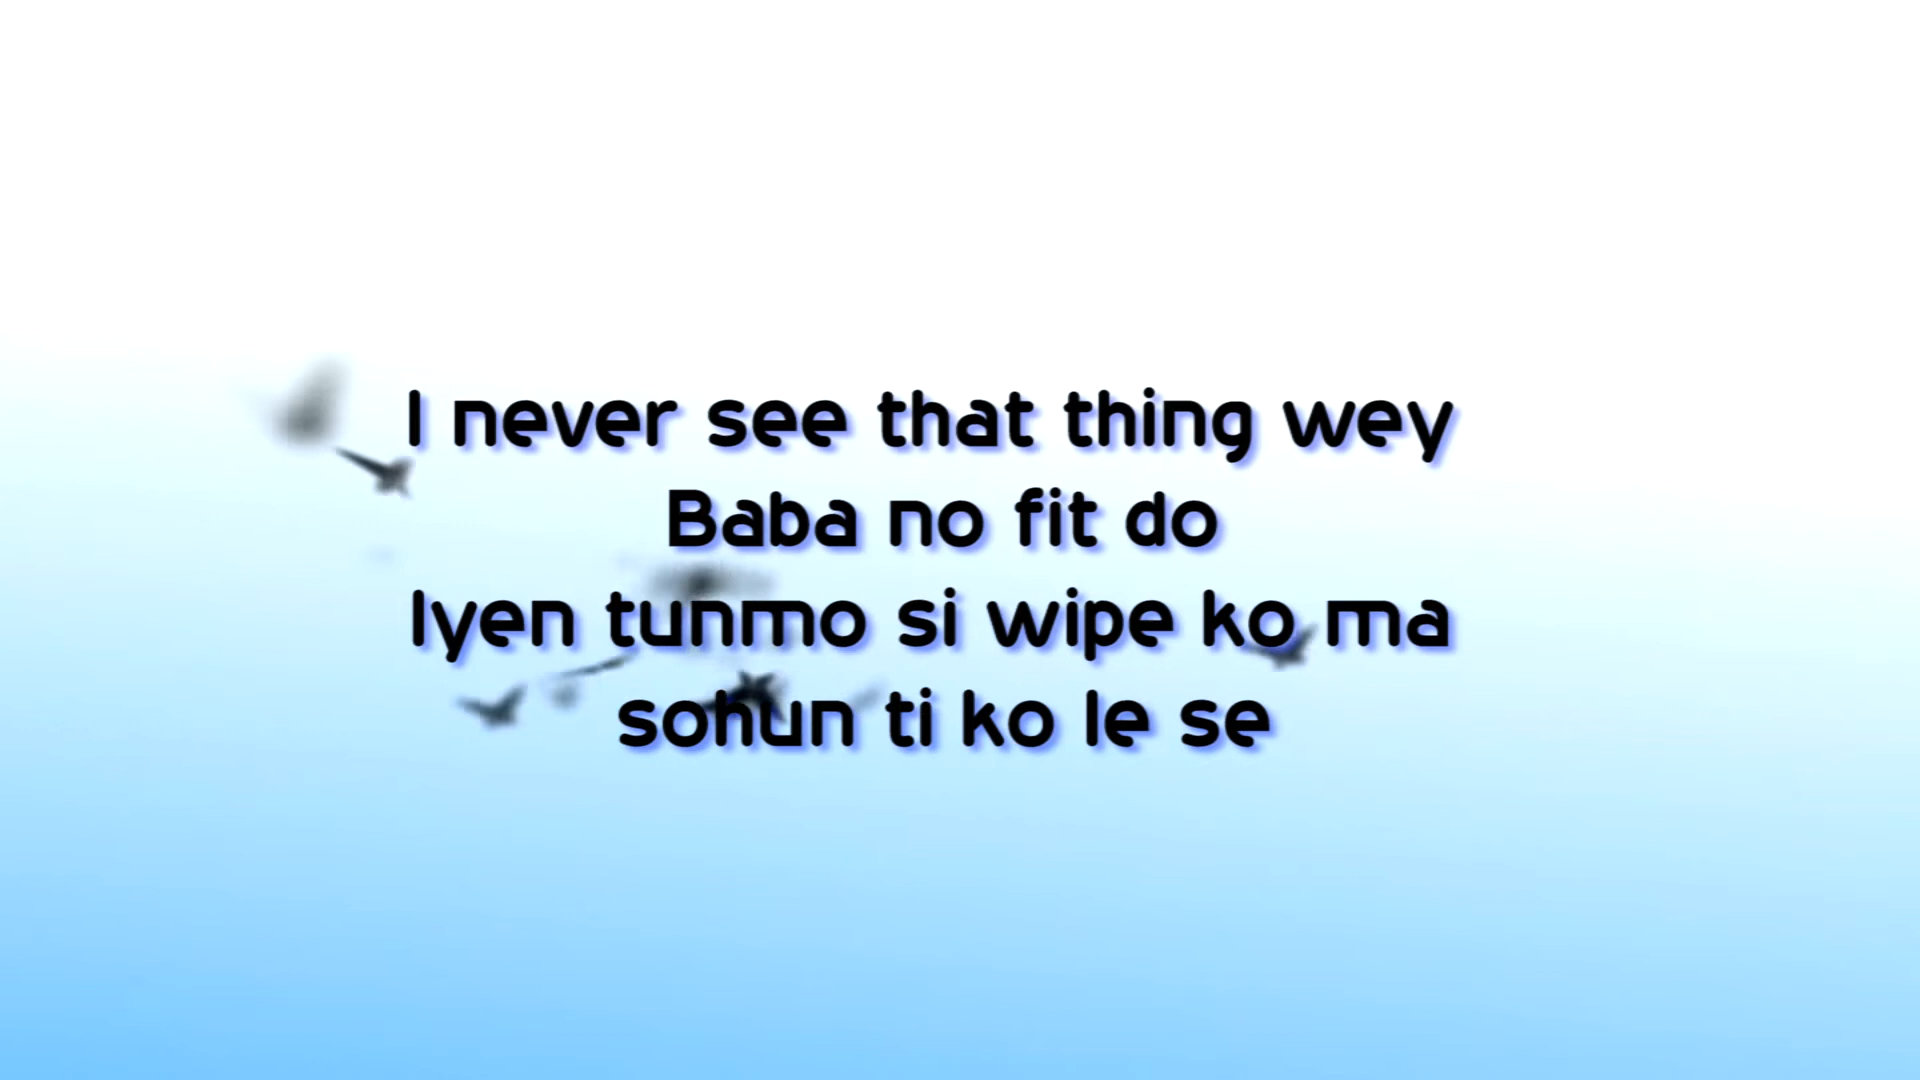 I never see that thing wey
Baba no fit do
Iyen tunmo si wipe ko ma
sohun ti ko le se